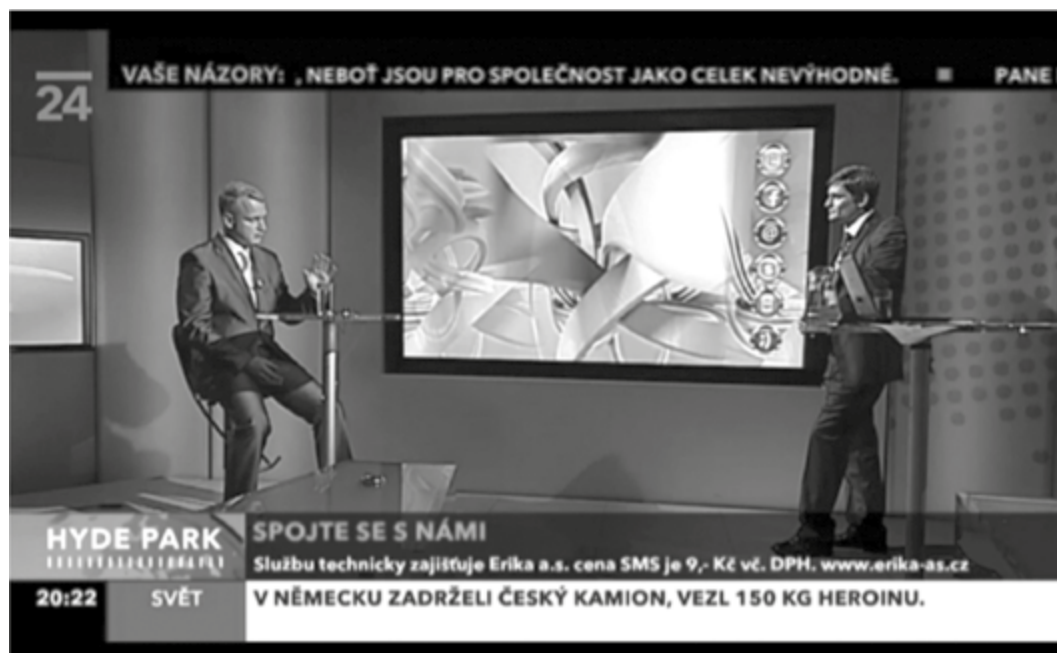 24
VAŠE NÁZORY: , NEBOŤ JSOU PRO SPOLEČNOST JAKO CELEK NEVÝHODNÉ. ■ PANE
HYDE PARK
SPOJTE SE S NÁMI
Službu technicky zajišťuje Erika a.s. cena SMS je 9,- Kč vč. DPH. www.erika-as.cz
20:22 SVĚT V NĚMECKU ZADRŽELI ČESKÝ KAMION, VEZL 150 KG HEROINU.